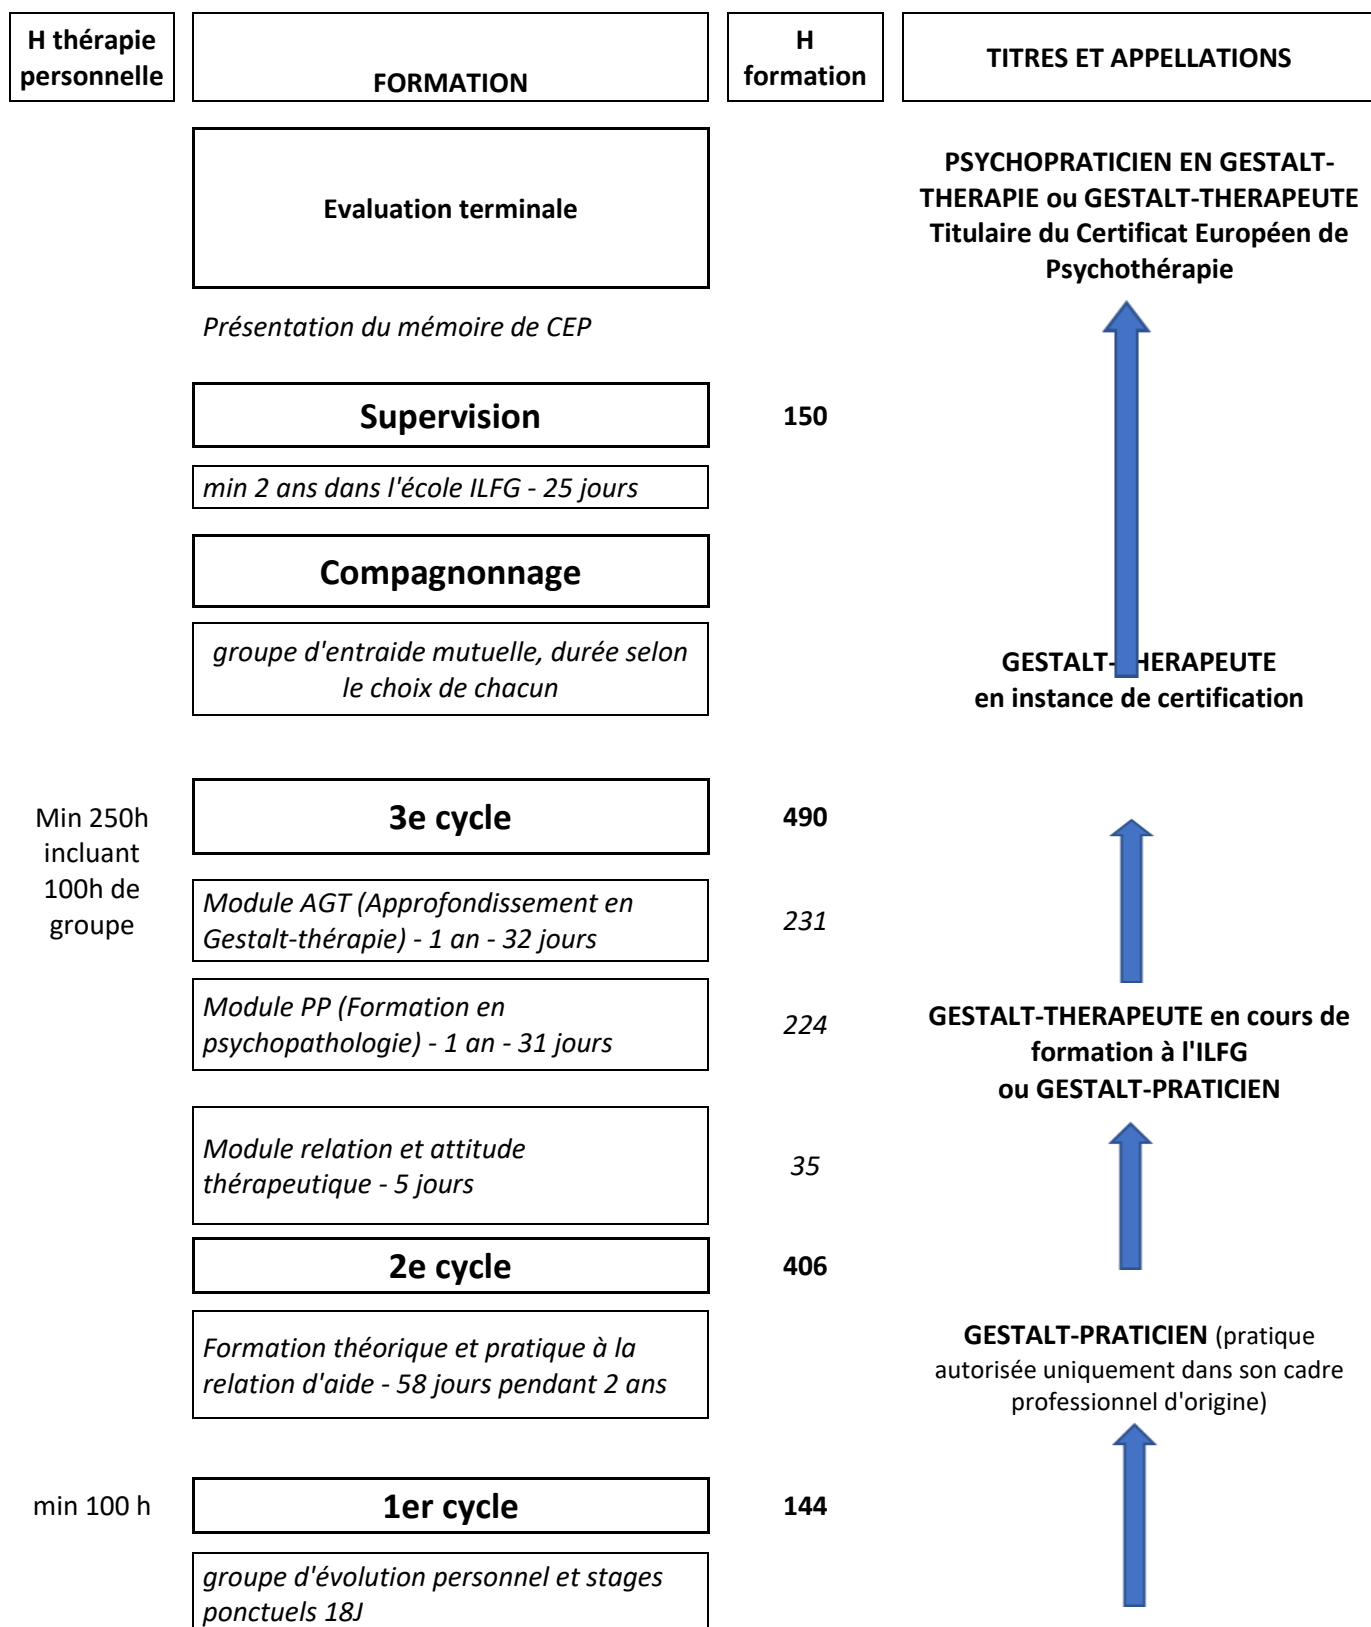 H thérapie
personnelle
FORMATION
H
formation
TITRES ET APPELLATIONS
Evaluation terminale
PSYCHOPRATICIEN EN GESTALT-
THERAPIE ou GESTALT-THERAPEUTE
Titulaire du Certificat Européen de
Psychothérapie
Présentation du mémoire de CEP
Supervision
150
min 2 ans dans l'école ILFG - 25 jours
Compagnonnage
groupe d'entraide mutuelle, durée selon
le choix de chacun
GESTALT-THERAPEUTE
en instance de certification
Min 250h
incluant
100h de
groupe
3e cycle
490
Module AGT (Approfondissement en
Gestalt-thérapie) - 1 an - 32 jours
231
Module PP (Formation en
psychopathologie) - 1 an - 31 jours
224
GESTALT-THERAPEUTE en cours de
formation à l'ILFG
ou GESTALT-PRATICIEN
Module relation et attitude
thérapeutique - 5 jours
35
2e cycle
406
Formation théorique et pratique à la
relation d'aide - 58 jours pendant 2 ans
GESTALT-PRATICIEN (pratique
autorisée uniquement dans son cadre
professionnel d'origine)
min 100 h
1er cycle
144
groupe d'évolution personnel et stages
ponctuels 18J